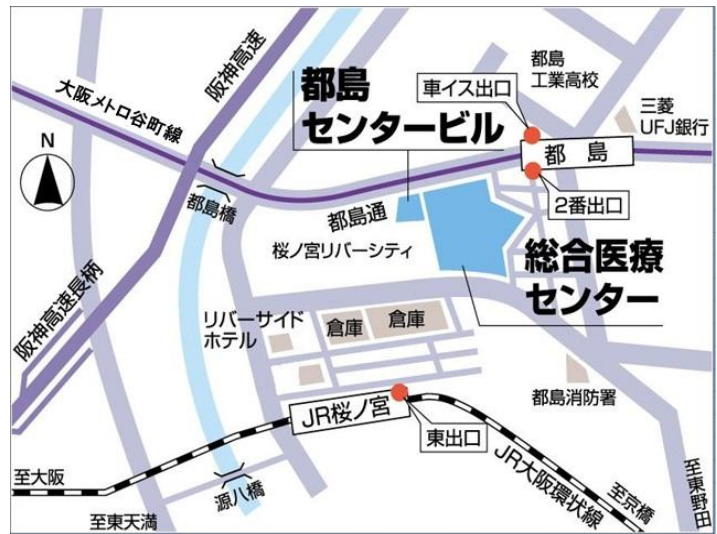 大阪メトロ谷町線
阪神高速
都島
センタービル
車イス出口
都島
工業高校
三菱
UFJ銀行
N
都 島
2番出口
都島橋
都島通
桜ノ宮リバーシティ
総合医療
センター
阪神高速長柄
リバーサイド
ホテル
倉庫
倉庫
都島消防署
JR桜ノ宮
東出口
至大阪
JR大阪環状線
至京橋
至東野田
源八橋
至東天満